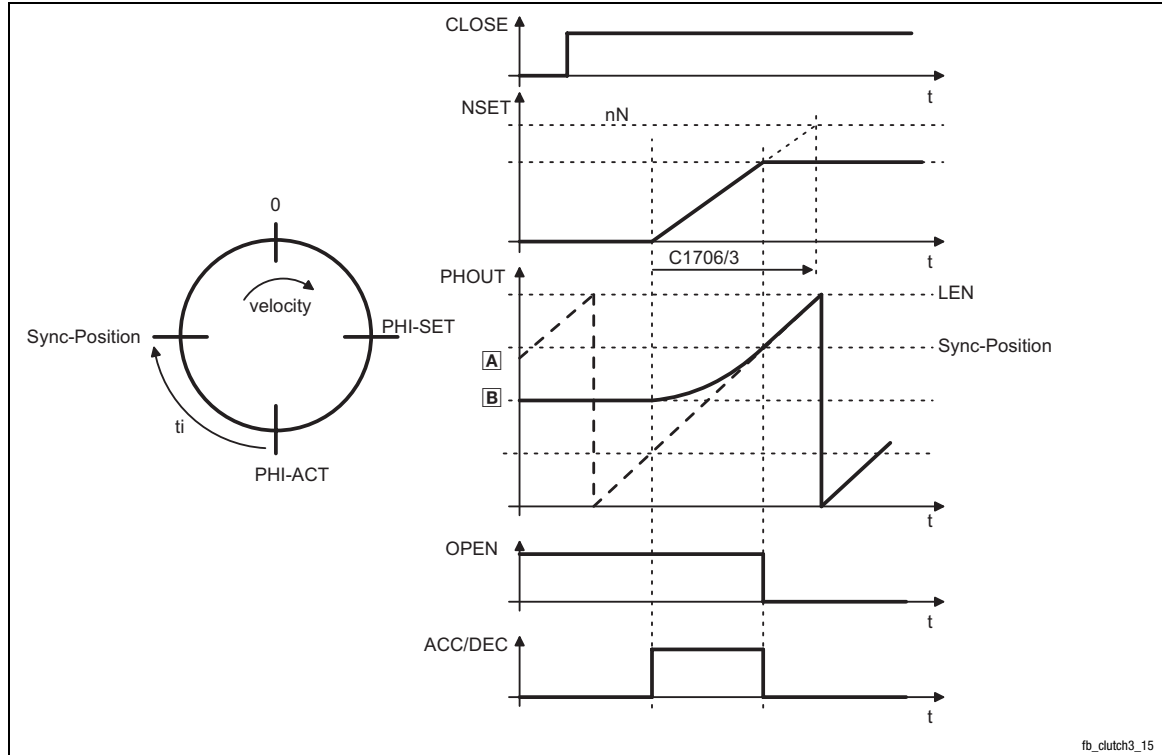 0
velocity
Sync-Position
PHI-SET
ti
PHI-ACT
CLOSE
t
NSET
nN
t
C1706/3
PHOUT
LEN
Sync-Position
A
B
t
OPEN
t
ACC/DEC
t
fb_clutch3_15